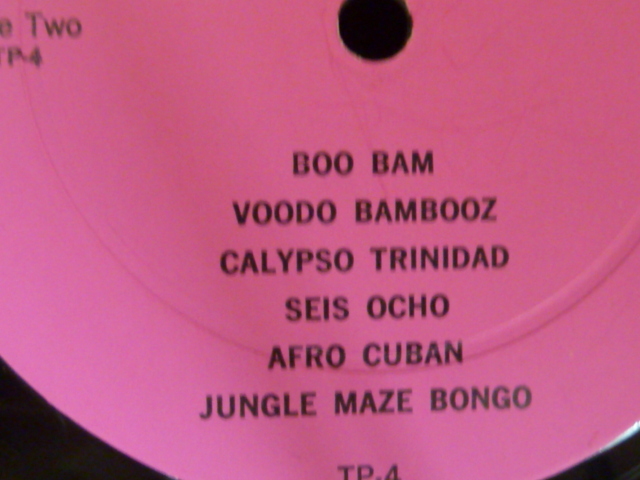 e Two
TP-4
BOO BAM
VOODO BAMBOOZ
CALYPSO TRINIDAD
SEIS OCHO
AFRO CUBAN
JUNGLE MAZE BONGO
TP-4